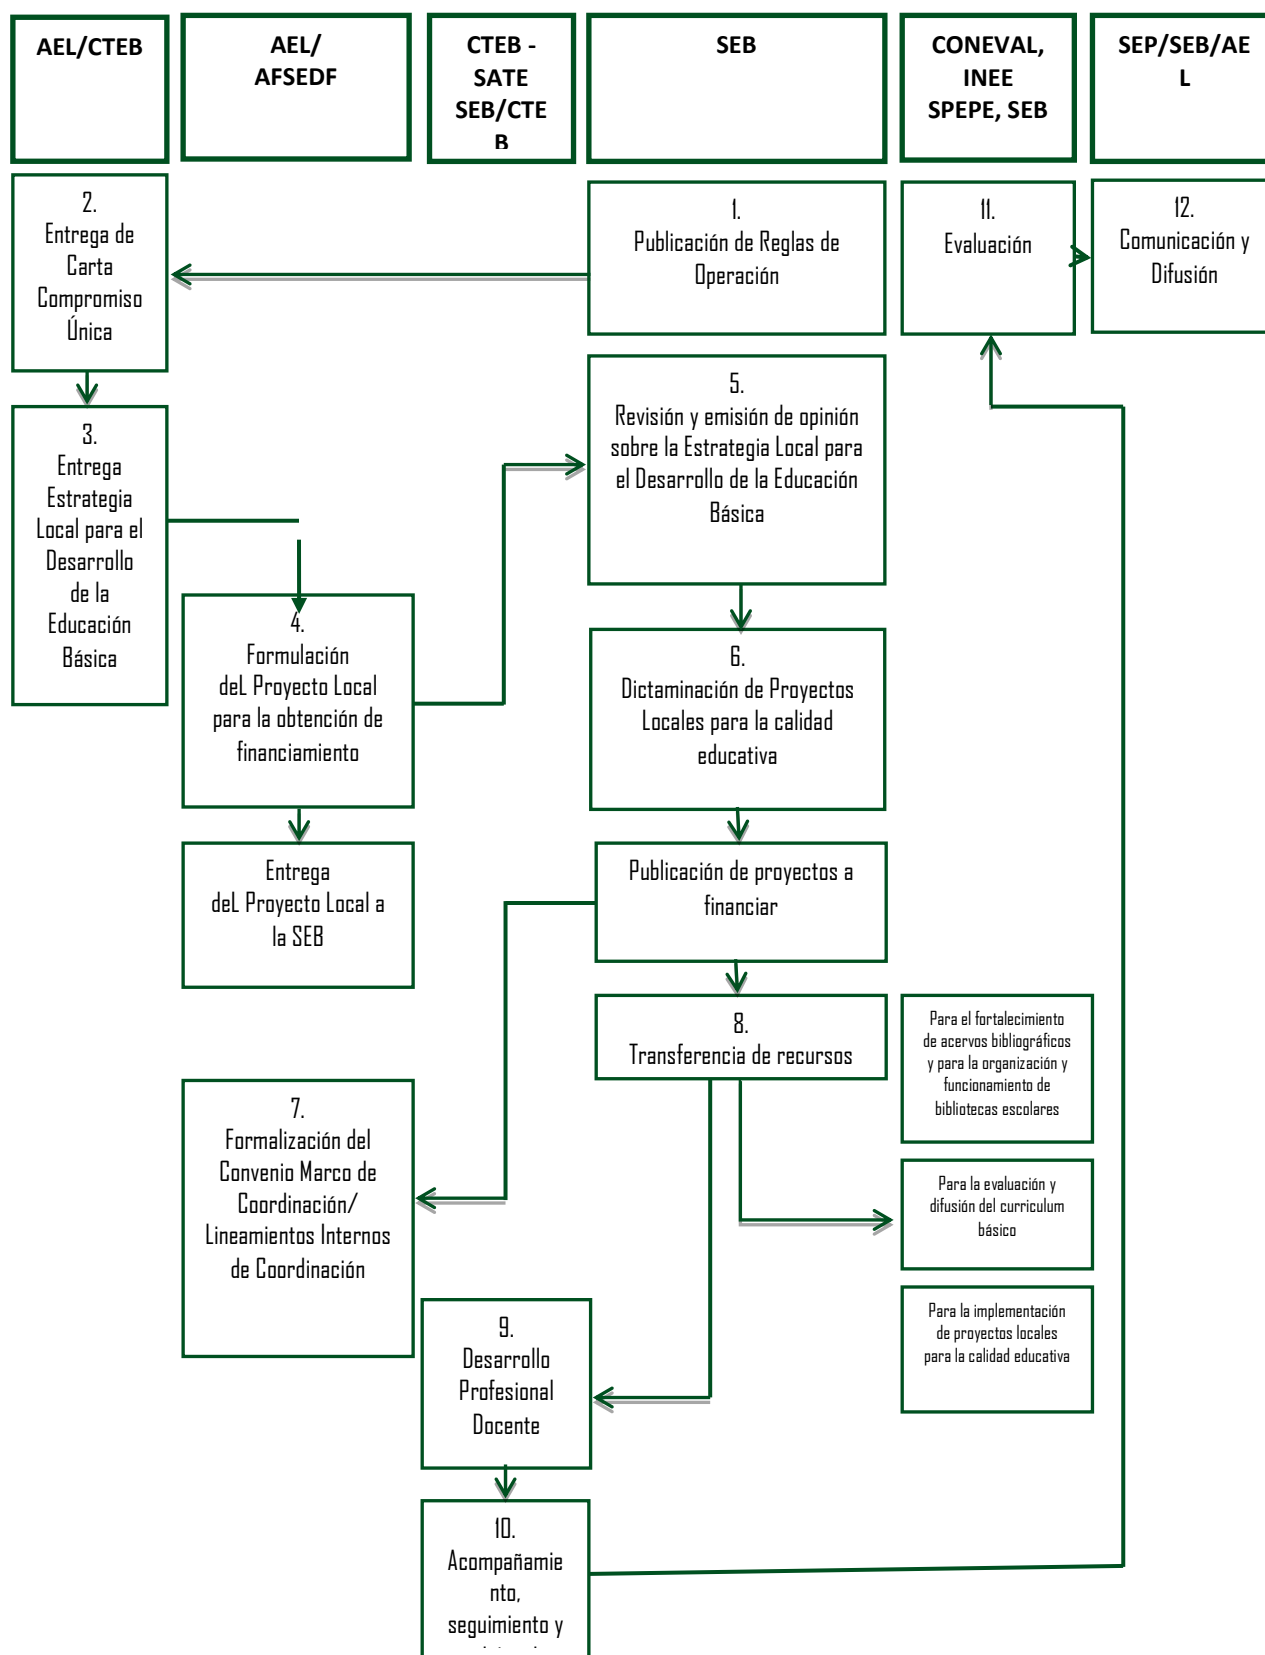 AEL/CTEB
AEL/
AFSEDF
CTEB -
SATE
SEB/CTE
B
SEB
CONEVAL,
INEE
SPEPE, SEB
SEP/SEB/AE
L
2.
Entrega de
Carta
Compromiso
Única
1.
Publicación de Reglas de
Operación
11.
Evaluación
12.
Comunicación y
Difusión
3.
Entrega
Estrategia
Local para el
Desarrollo
de la
Educación
Básica
5.
Revisión y emisión de opinión
sobre la Estrategia Local para
el Desarrollo de la Educación
Básica
4.
Formulación
deL Proyecto Local
para la obtención de
financiamiento
6.
Dictaminación de Proyectos
Locales para la calidad
educativa
Entrega
deL Proyecto Local a
la SEB
Publicación de proyectos a
financiar
8.
Transferencia de recursos
Para el fortalecimiento
de acervos bibliográficos
y para la organización y
funcionamiento de
bibliotecas escolares
7.
Formalización del
Convenio Marco de
Coordinación/
Lineamientos Internos
de Coordinación
Para la evaluación y
difusión del curriculum
básico
Para la implementación
de proyectos locales
para la calidad educativa
9.
Desarrollo
Profesional
Docente
10.
Acompañamie
nto,
seguimiento y